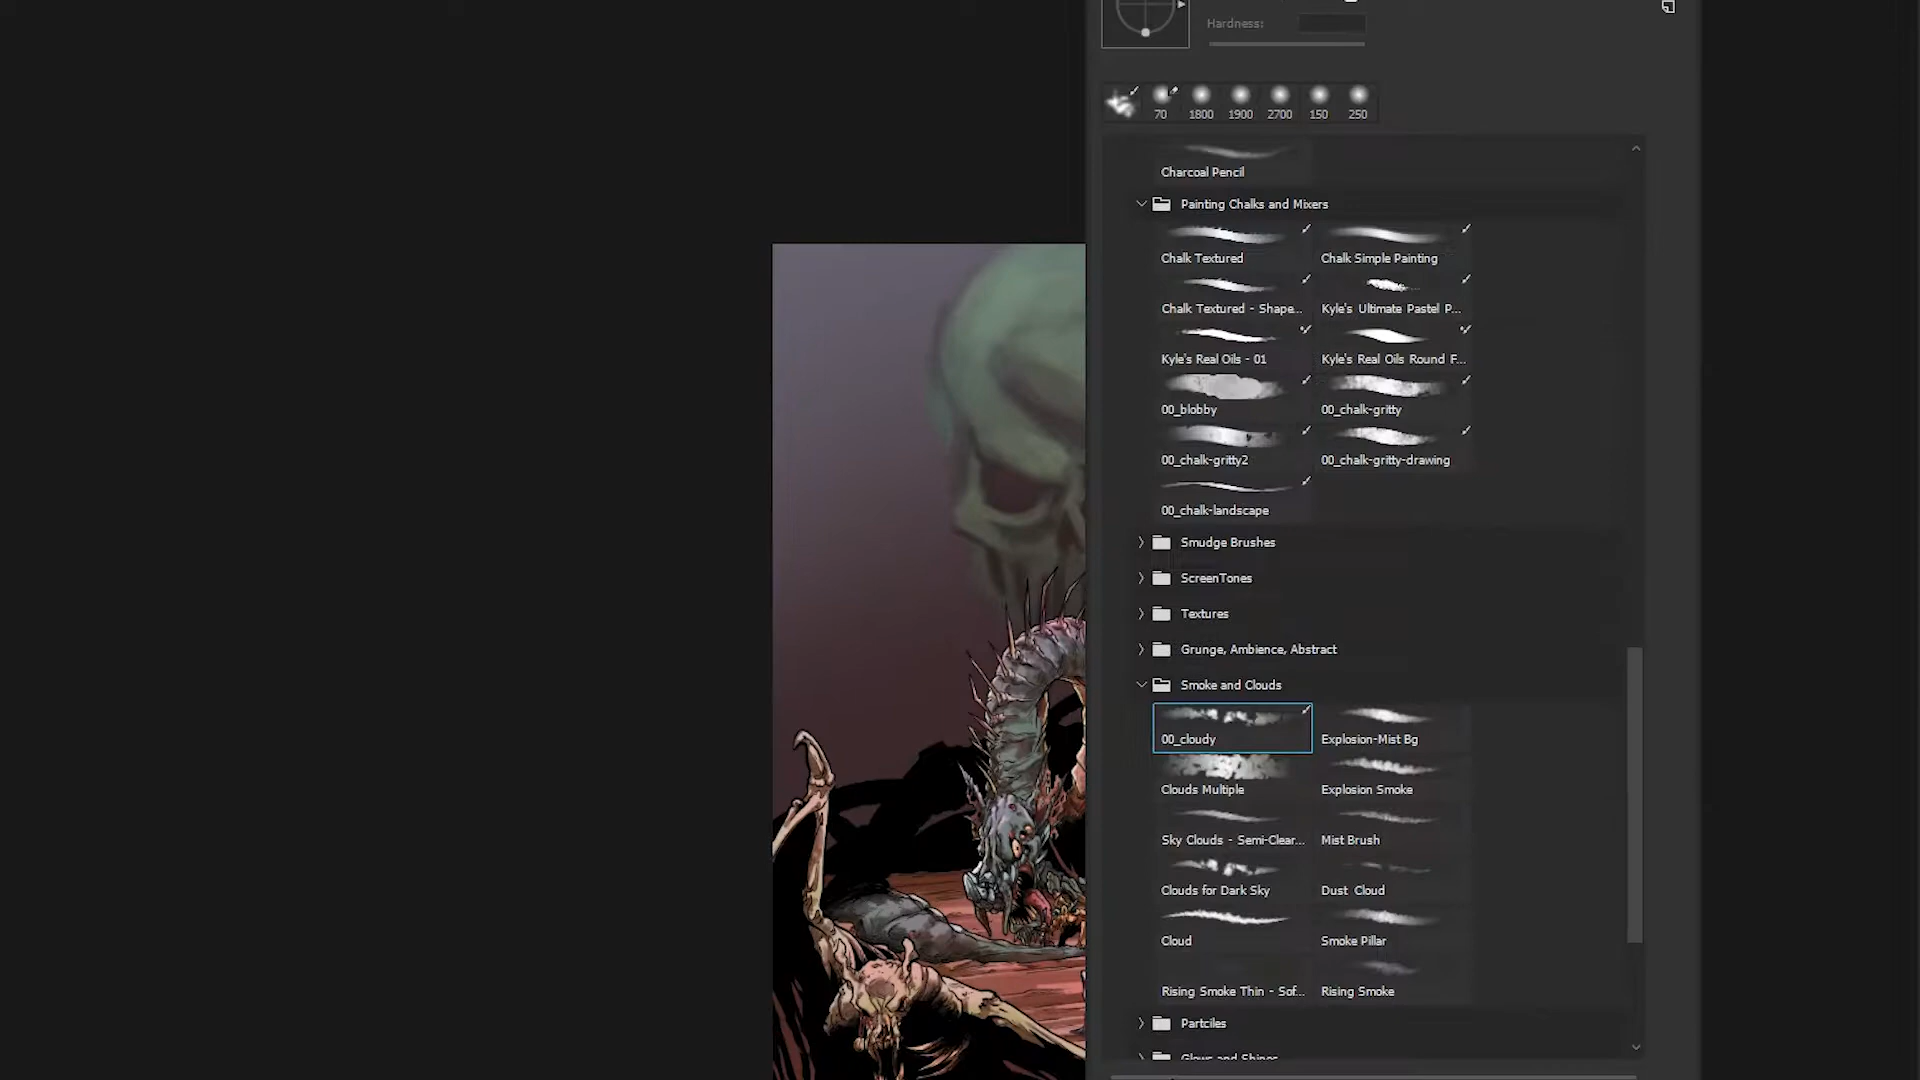 Hardness:
70 1800 1900 2700 150 250
Charcoal Pencil
Painting Chalks and Mixers
Chalk Textured Chalk Simple Painting
Chalk Textured - Shape... Kyle's Ultimate Pastel P...
Kyle's Real Oils - 01 Kyle's Real Oils Round F...
00_blobby 00_chalk-gritty
00_chalk-gritty2 00_chalk-gritty-drawing
00_chalk-landscape
Smudge Brushes
ScreenTones
Textures
Grunge, Ambience, Abstract
Smoke and Clouds
00_cloudy Explosion-Mist Bg
Clouds Multiple Explosion Smoke
Sky Clouds - Semi-Clear... Mist Brush
Clouds for Dark Sky Dust Cloud
Cloud Smoke Pillar
Rising Smoke Thin - Sof... Rising Smoke
Partciles
Glows and Shines